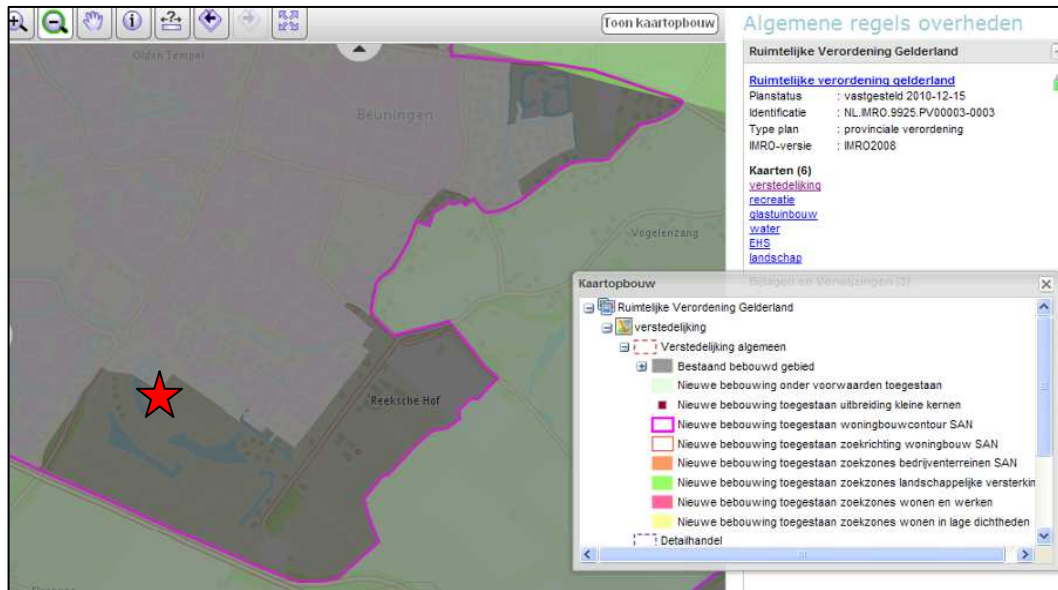 Toon kaartopbouw
Olden Tempel
Beuningen
Vogelenzang
Reeksche Hof
Algemene regels overheden
Ruimtelijke Verordening Gelderland
Ruimtelijke verordening gelderland
Planstatus : vastgesteld 2010-12-15
Identificatie : NL.IMRO.9925.PV00003-0003
Type plan : provinciale verordening
IMRO-versie : IMRO2008
Kaarten (6)
verstedelijking
recreatie
glastuinbouw
water
EHS
landschap
Bijlagen en Verwijzingen (3)
Kaartopbouw
Ruimtelijke Verordening Gelderland
verstedelijking
Verstedelijking algemeen
Bestaand bebouwd gebied
Nieuwe bebouwing onder voorwaarden toegestaan
Nieuwe bebouwing toegestaan uitbreiding kleine kernen
Nieuwe bebouwing toegestaan woningbouwcontour SAN
Nieuwe bebouwing toegestaan zoekrichting woningbouw SAN
Nieuwe bebouwing toegestaan zoekzones bedrijventerreinen SAN
Nieuwe bebouwing toegestaan zoekzones landschappelijke versterkin
Nieuwe bebouwing toegestaan zoekzones wonen en werken
Nieuwe bebouwing toegestaan zoekzones wonen in lage dichtheden
Detailhandel